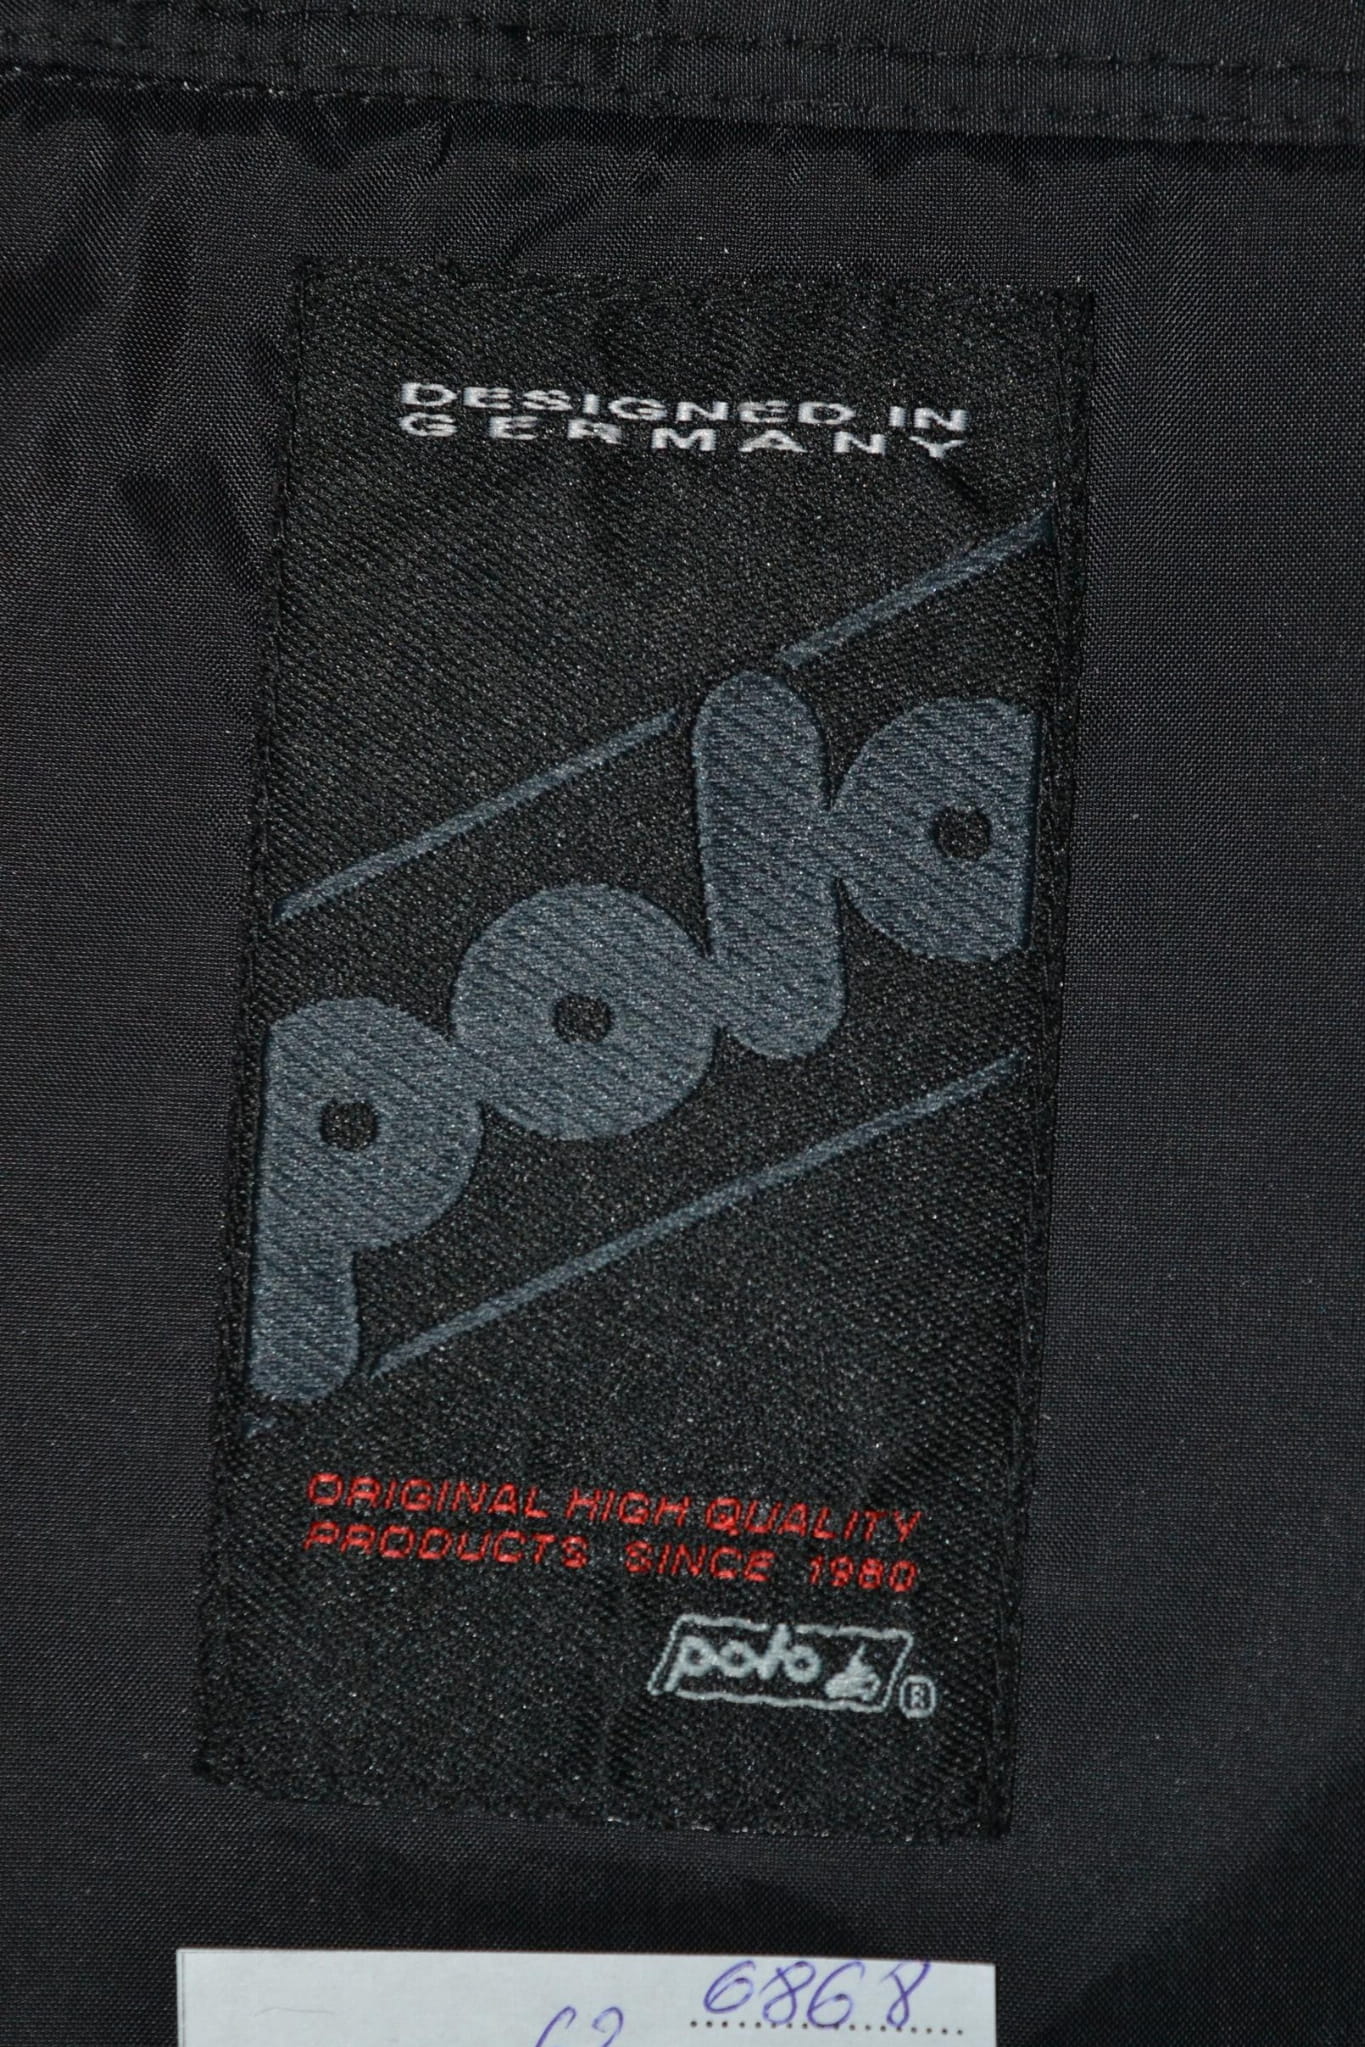 DESIGNED IN
GERMANY
polo
ORIGINAL HIGH QUALITY
PRODUCTS SINCE 1980
polo ®
6868